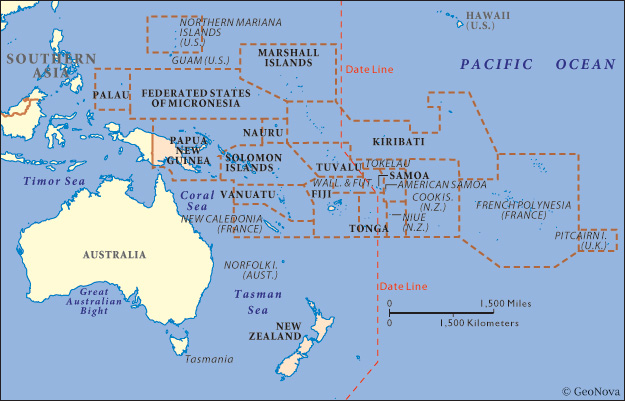 NORTHERN MARIANA
ISLANDS
(U.S.)
HAWAII
(U.S.)
SOUTHERN
ASIA
GUAM (U.S.)
MARSHALL
ISLANDS
Date Line
PACIFIC OCEAN
PALAU
FEDERATED STATES
OF MICRONESIA
NAURU
KIRIBATI
PAPUA
NEW
GUINEA
SOLOMON
ISLANDS
TUVALU
TOKELAU
SAMOA
WALL. & FUT.
AMERICAN SAMOA
Timor Sea
Coral
Sea
VANUATU
FIJI
COOK IS.
(N.Z.)
FRENCH POLYNESIA
(FRANCE)
NEW CALEDONIA
(FRANCE)
TONGA
NIUE
(N.Z.)
PITCAIRN I.
(U.K.)
AUSTRALIA
NORFOLK I.
(AUST.)
Great
Australian
Bight
Tasman
Sea
Date Line
0 1,500 Miles
0 1,500 Kilometers
NEW
ZEALAND
Tasmania
© GeoNova